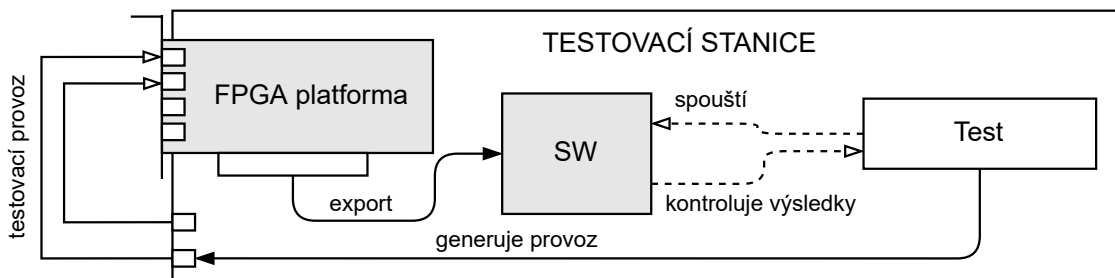 TESTOVACÍ STANICE
testovací provoz
FPGA platforma
SW
spouští
Test
export
kontroluje výsledky
generuje provoz